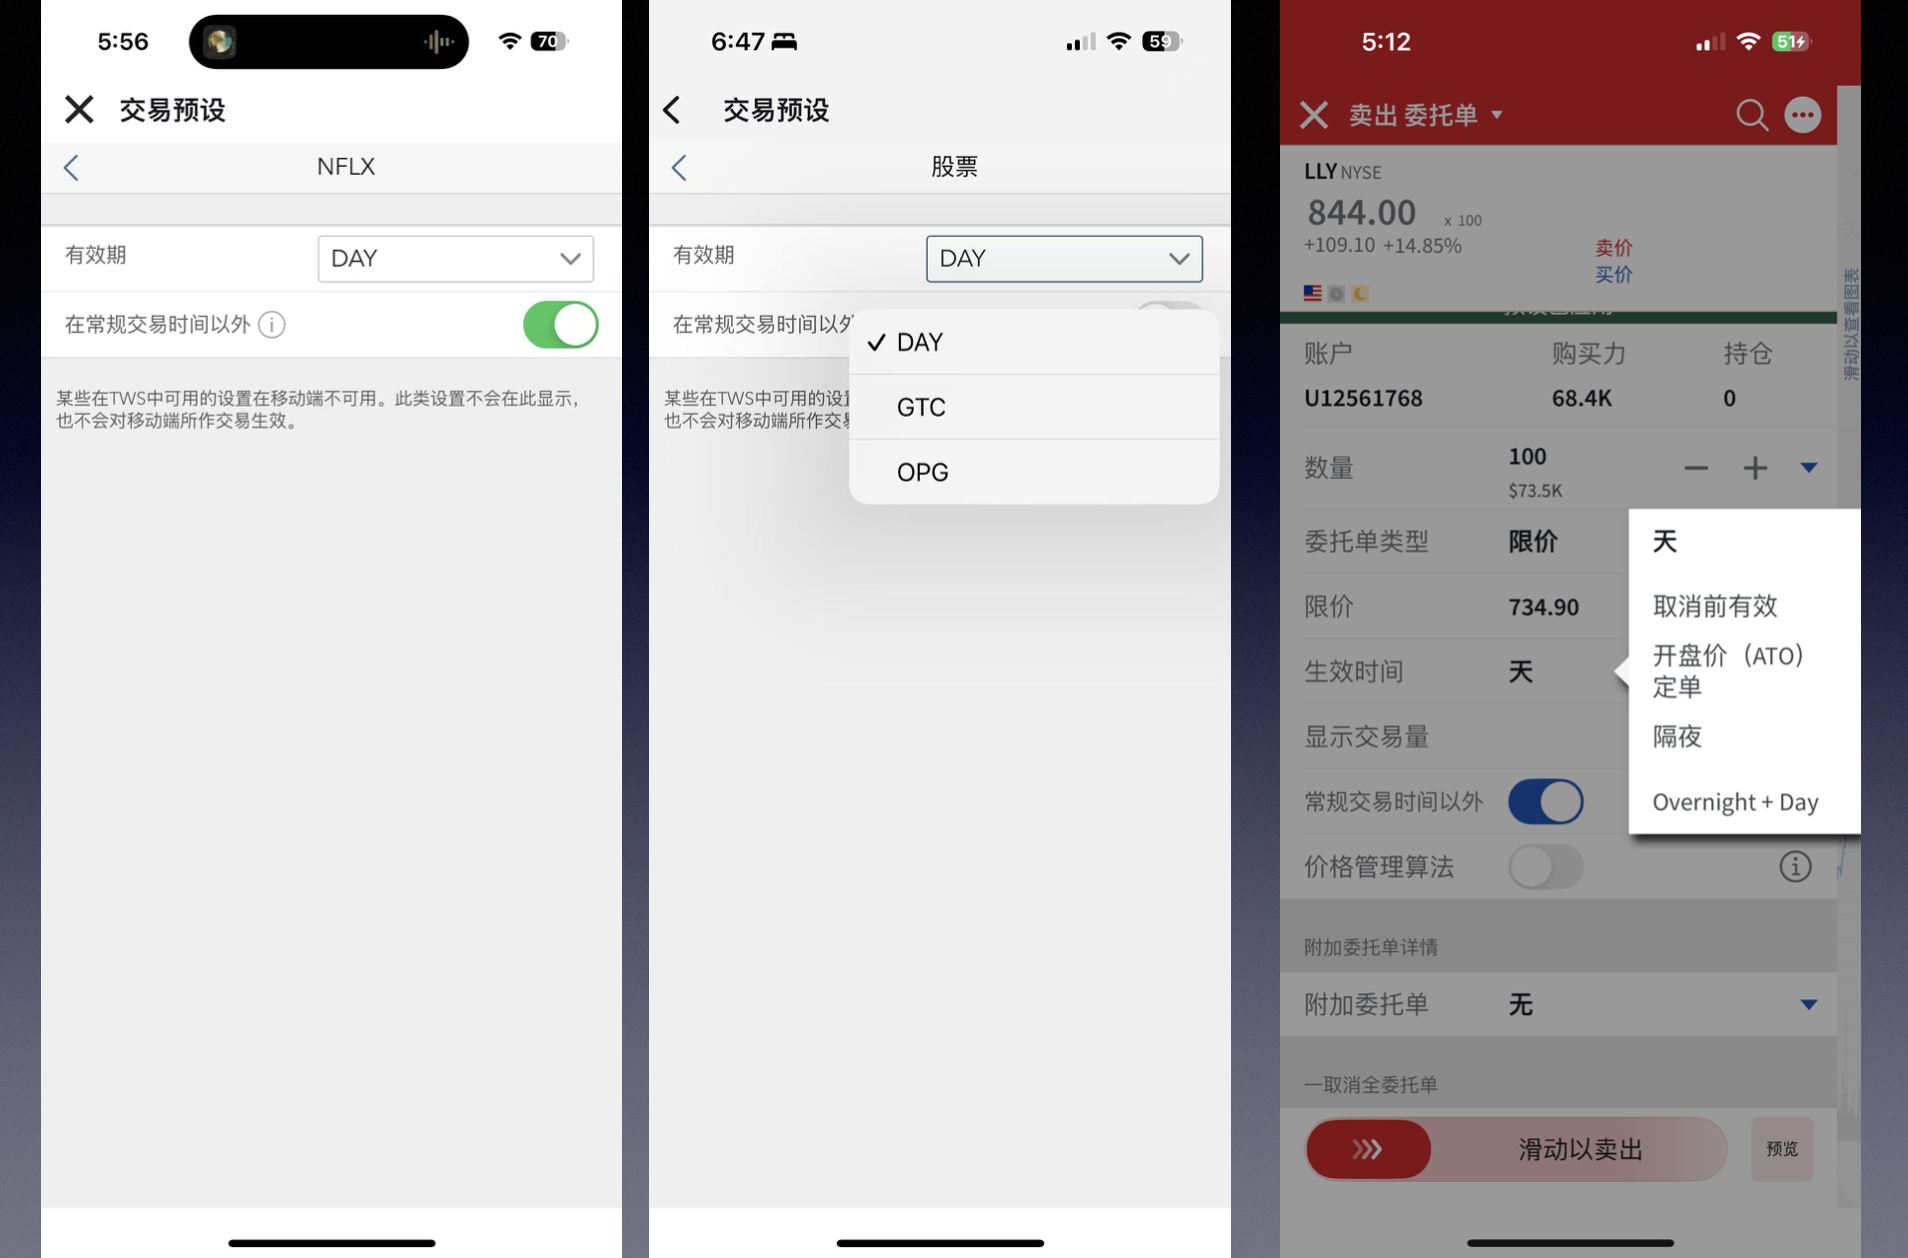 5:56
70
交易预设
NFLX
有效期
DAY
在常规交易时间以外
某些在TWS中可用的设置在移动端不可用。此类设置不会在此显示，
也不会对移动端所作交易生效。
6:47
59
交易预设
股票
有效期
DAY
在常规交易时间以外
DAY
GTC
OPG
某些在TWS中可用的设
也不会对移动端所作交易
5:12
51
卖出 委托单
LLY NYSE
844.00 x 100
+109.10 +14.85%
卖价
买价
滑动以查看图表
账户 购买力 持仓
U12561768 68.4K 0
数量 100
$73.5K
委托单类型 限价
限价 734.90
生效时间 天
显示交易量
常规交易时间以外
价格管理算法
天
取消前有效
开盘价（ATO）
定单
隔夜
Overnight + Day
附加委托单详情
附加委托单 无
一取消全委托单
滑动以卖出
预览